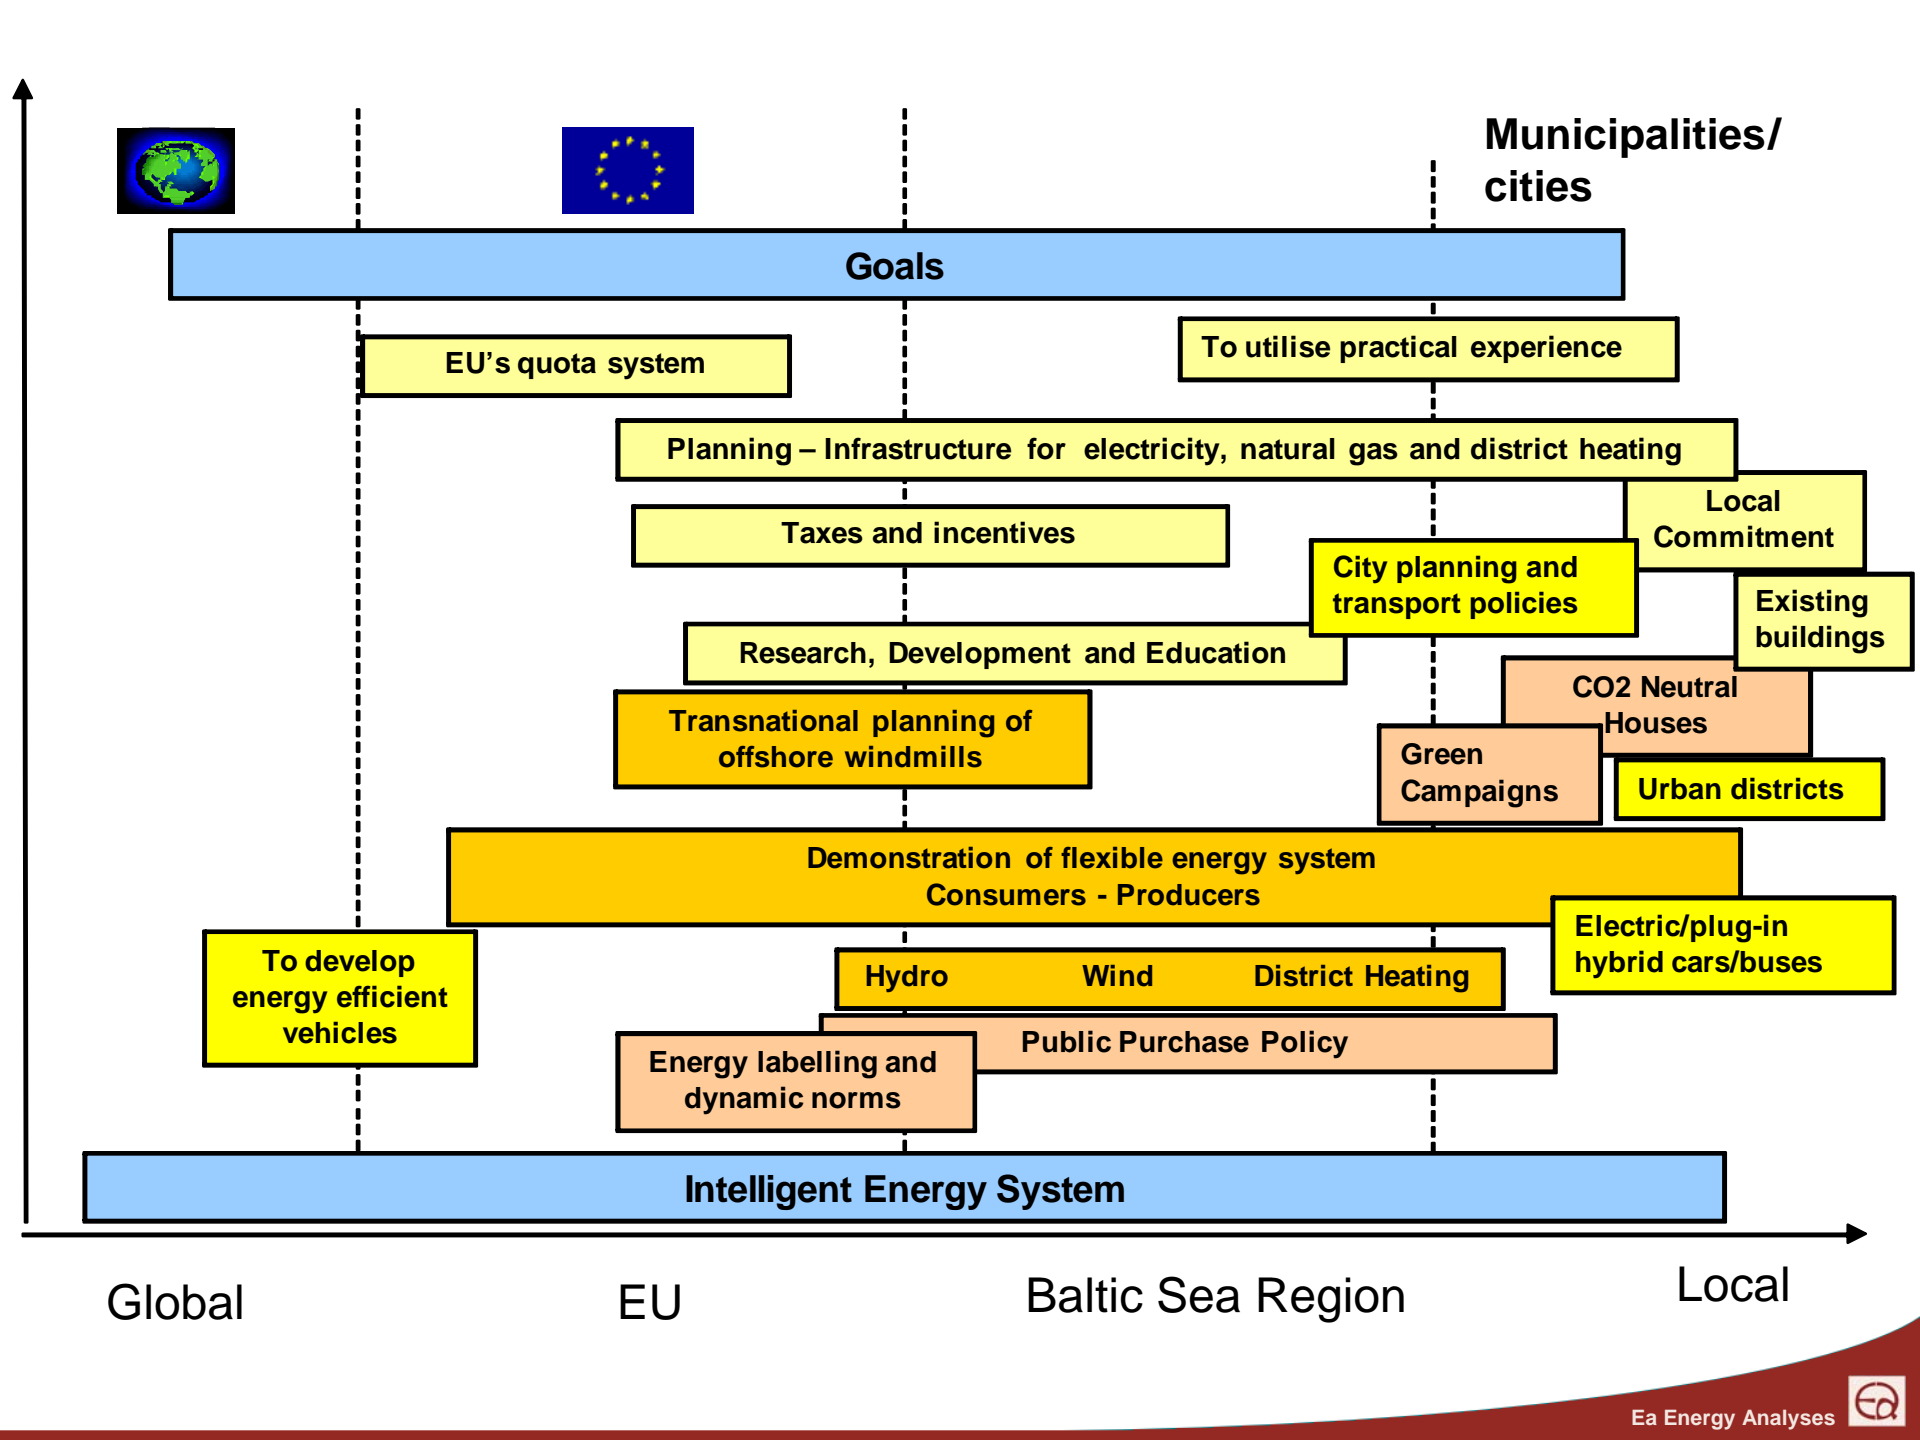 Municipalities/
cities
Goals
EU’s quota system
To utilise practical experience
Planning – Infrastructure for electricity, natural gas and district heating
Local
Commitment
Taxes and incentives
City planning and
transport policies
Existing
buildings
Research, Development and Education
CO2 Neutral
Houses
Transnational planning of
offshore windmills
Green
Campaigns
Urban districts
Demonstration of flexible energy system
Consumers - Producers
Electric/plug-in
hybrid cars/buses
To develop
energy efficient
vehicles
Hydro Wind District Heating
Public Purchase Policy
Energy labelling and
dynamic norms
Intelligent Energy System
Global EU Baltic Sea Region Local
Ea Energy Analyses
Ea